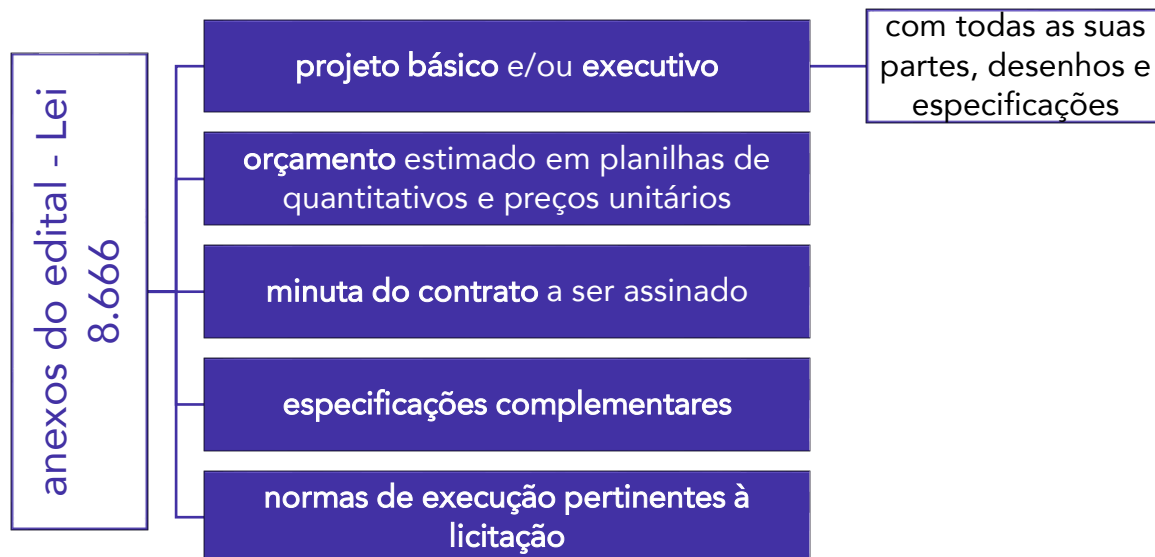 anexos do edital - Lei
8.666
projeto básico e/ou executivo
com todas as suas
partes, desenhos e
especificações
orçamento estimado em planilhas de
quantitativos e preços unitários
minuta do contrato a ser assinado
especificações complementares
normas de execução pertinentes à
licitação